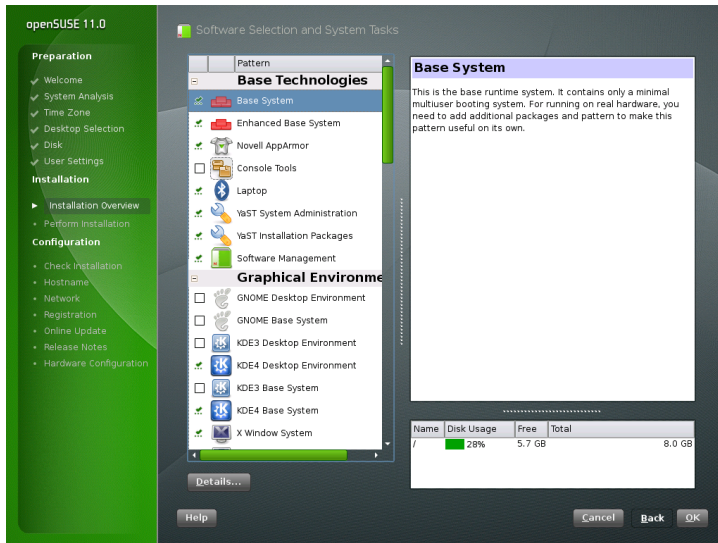 openSUSE 11.0
Preparation
Welcome
System Analysis
Time Zone
Desktop Selection
Disk
User Settings
Installation
Installation Overview
Perform Installation
Configuration
Check Installation
Hostname
Network
Registration
Online Update
Release Notes
Hardware Configuration
Software Selection and System Tasks
Pattern
Base Technologies
Base System
Enhanced Base System
Novell AppArmor
Console Tools
Laptop
YaST System Administration
YaST Installation Packages
Software Management
Graphical Environme
GNOME Desktop Environment
GNOME Base System
KDE3 Desktop Environment
KDE4 Desktop Environment
KDE3 Base System
KDE4 Base System
X Window System
Details...
Base System
This is the base runtime system. It contains only a minimal
multiuser booting system. For running on real hardware, you
need to add additional packages and pattern to make this
pattern useful on its own.
Name Disk Usage Free Total
/ 28% 5.7 GB 8.0 GB
Help Cancel Back OK